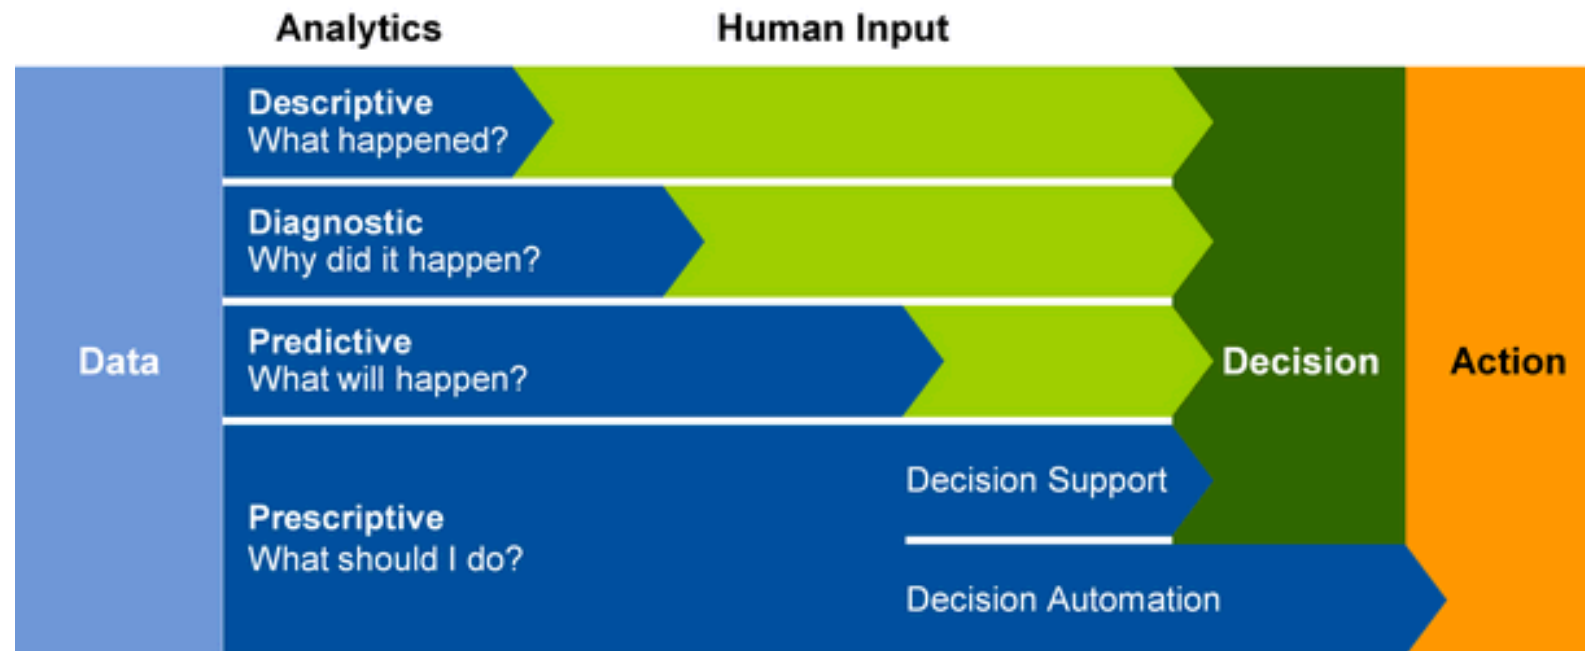 Analytics
Human Input
Descriptive
What happened?
Diagnostic
Why did it happen?
Predictive
What will happen?
Data
Decision
Action
Decision Support
Prescriptive
What should I do?
Decision Automation